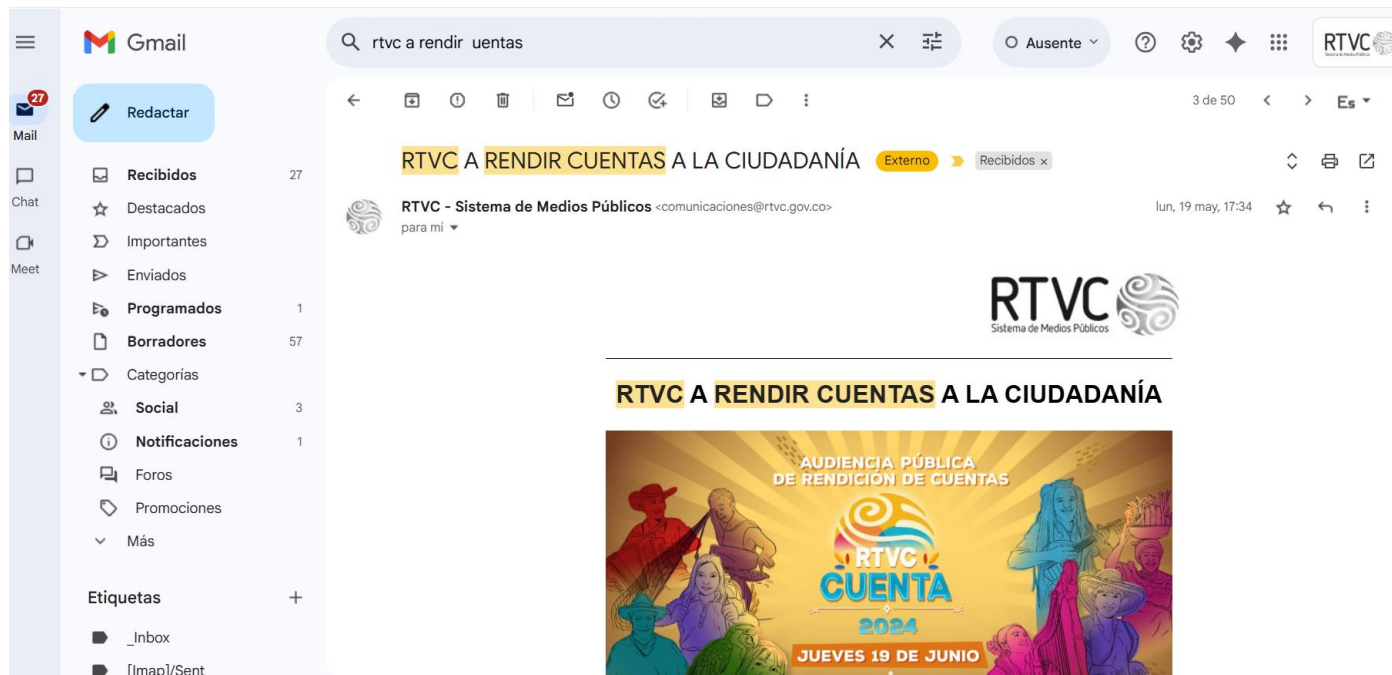 Gmail
rtvc a rendir uentas
Ausente
RTVC
27
Mail
Chat
Meet
Redactar
3 de 50
Es
Recibidos 27
Destacados
Importantes
Enviados
Programados 1
Borradores 57
Categorías
Social 3
Notificaciones 1
Foros
Promociones
Más
Etiquetas
_Inbox
[Imap]/Sent
RTVC A RENDIR CUENTAS A LA CIUDADANÍA Externo Recibidos x
RTVC - Sistema de Medios Públicos <comunicaciones@rtvc.gov.co> lun, 19 may, 17:34
para mí
RTVC
Sistema de Medios Públicos
RTVC A RENDIR CUENTAS A LA CIUDADANÍA
AUDIENCIA PÚBLICA
DE RENDICIÓN DE CUENTAS
RTVC
CUENTA
2024
JUEVES 19 DE JUNIO